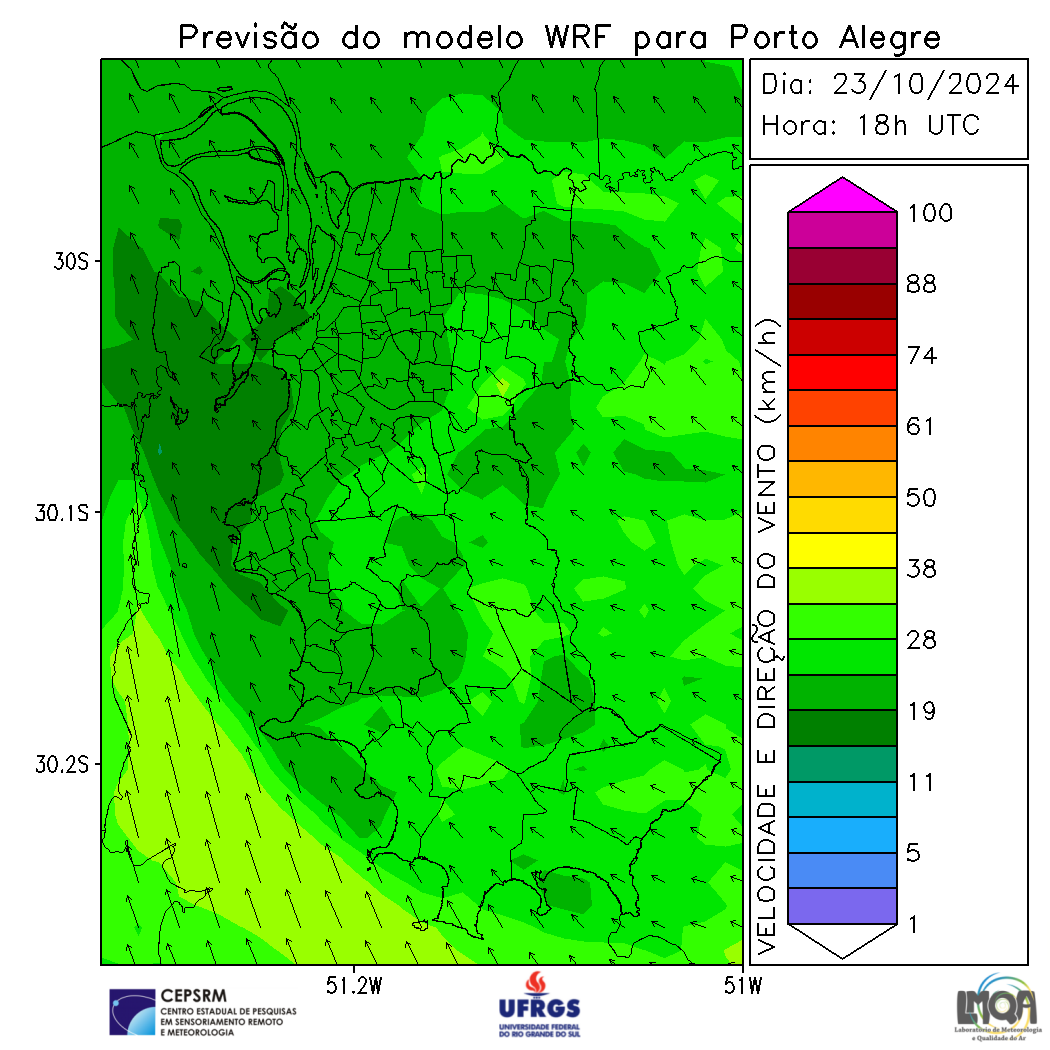 Previsão do modelo WRF para Porto Alegre
Dia: 23/10/2024
Hora: 18h UTC
30S
30.1S
30.2S
51.2W
51W
VELOCIDADE E DIREÇÃO DO VENTO (km/h)
100
88
74
61
50
38
28
19
11
5
1
CEPSRM
CENTRO ESTADUAL DE PESQUISAS
EM SENSORIAMENTO REMOTO
E METEOROLOGIA
UFRGS
UNIVERSIDADE FEDERAL
DO RIO GRANDE DO SUL
LMQA
Laboratório de Meteorologia
e Qualidade do Ar